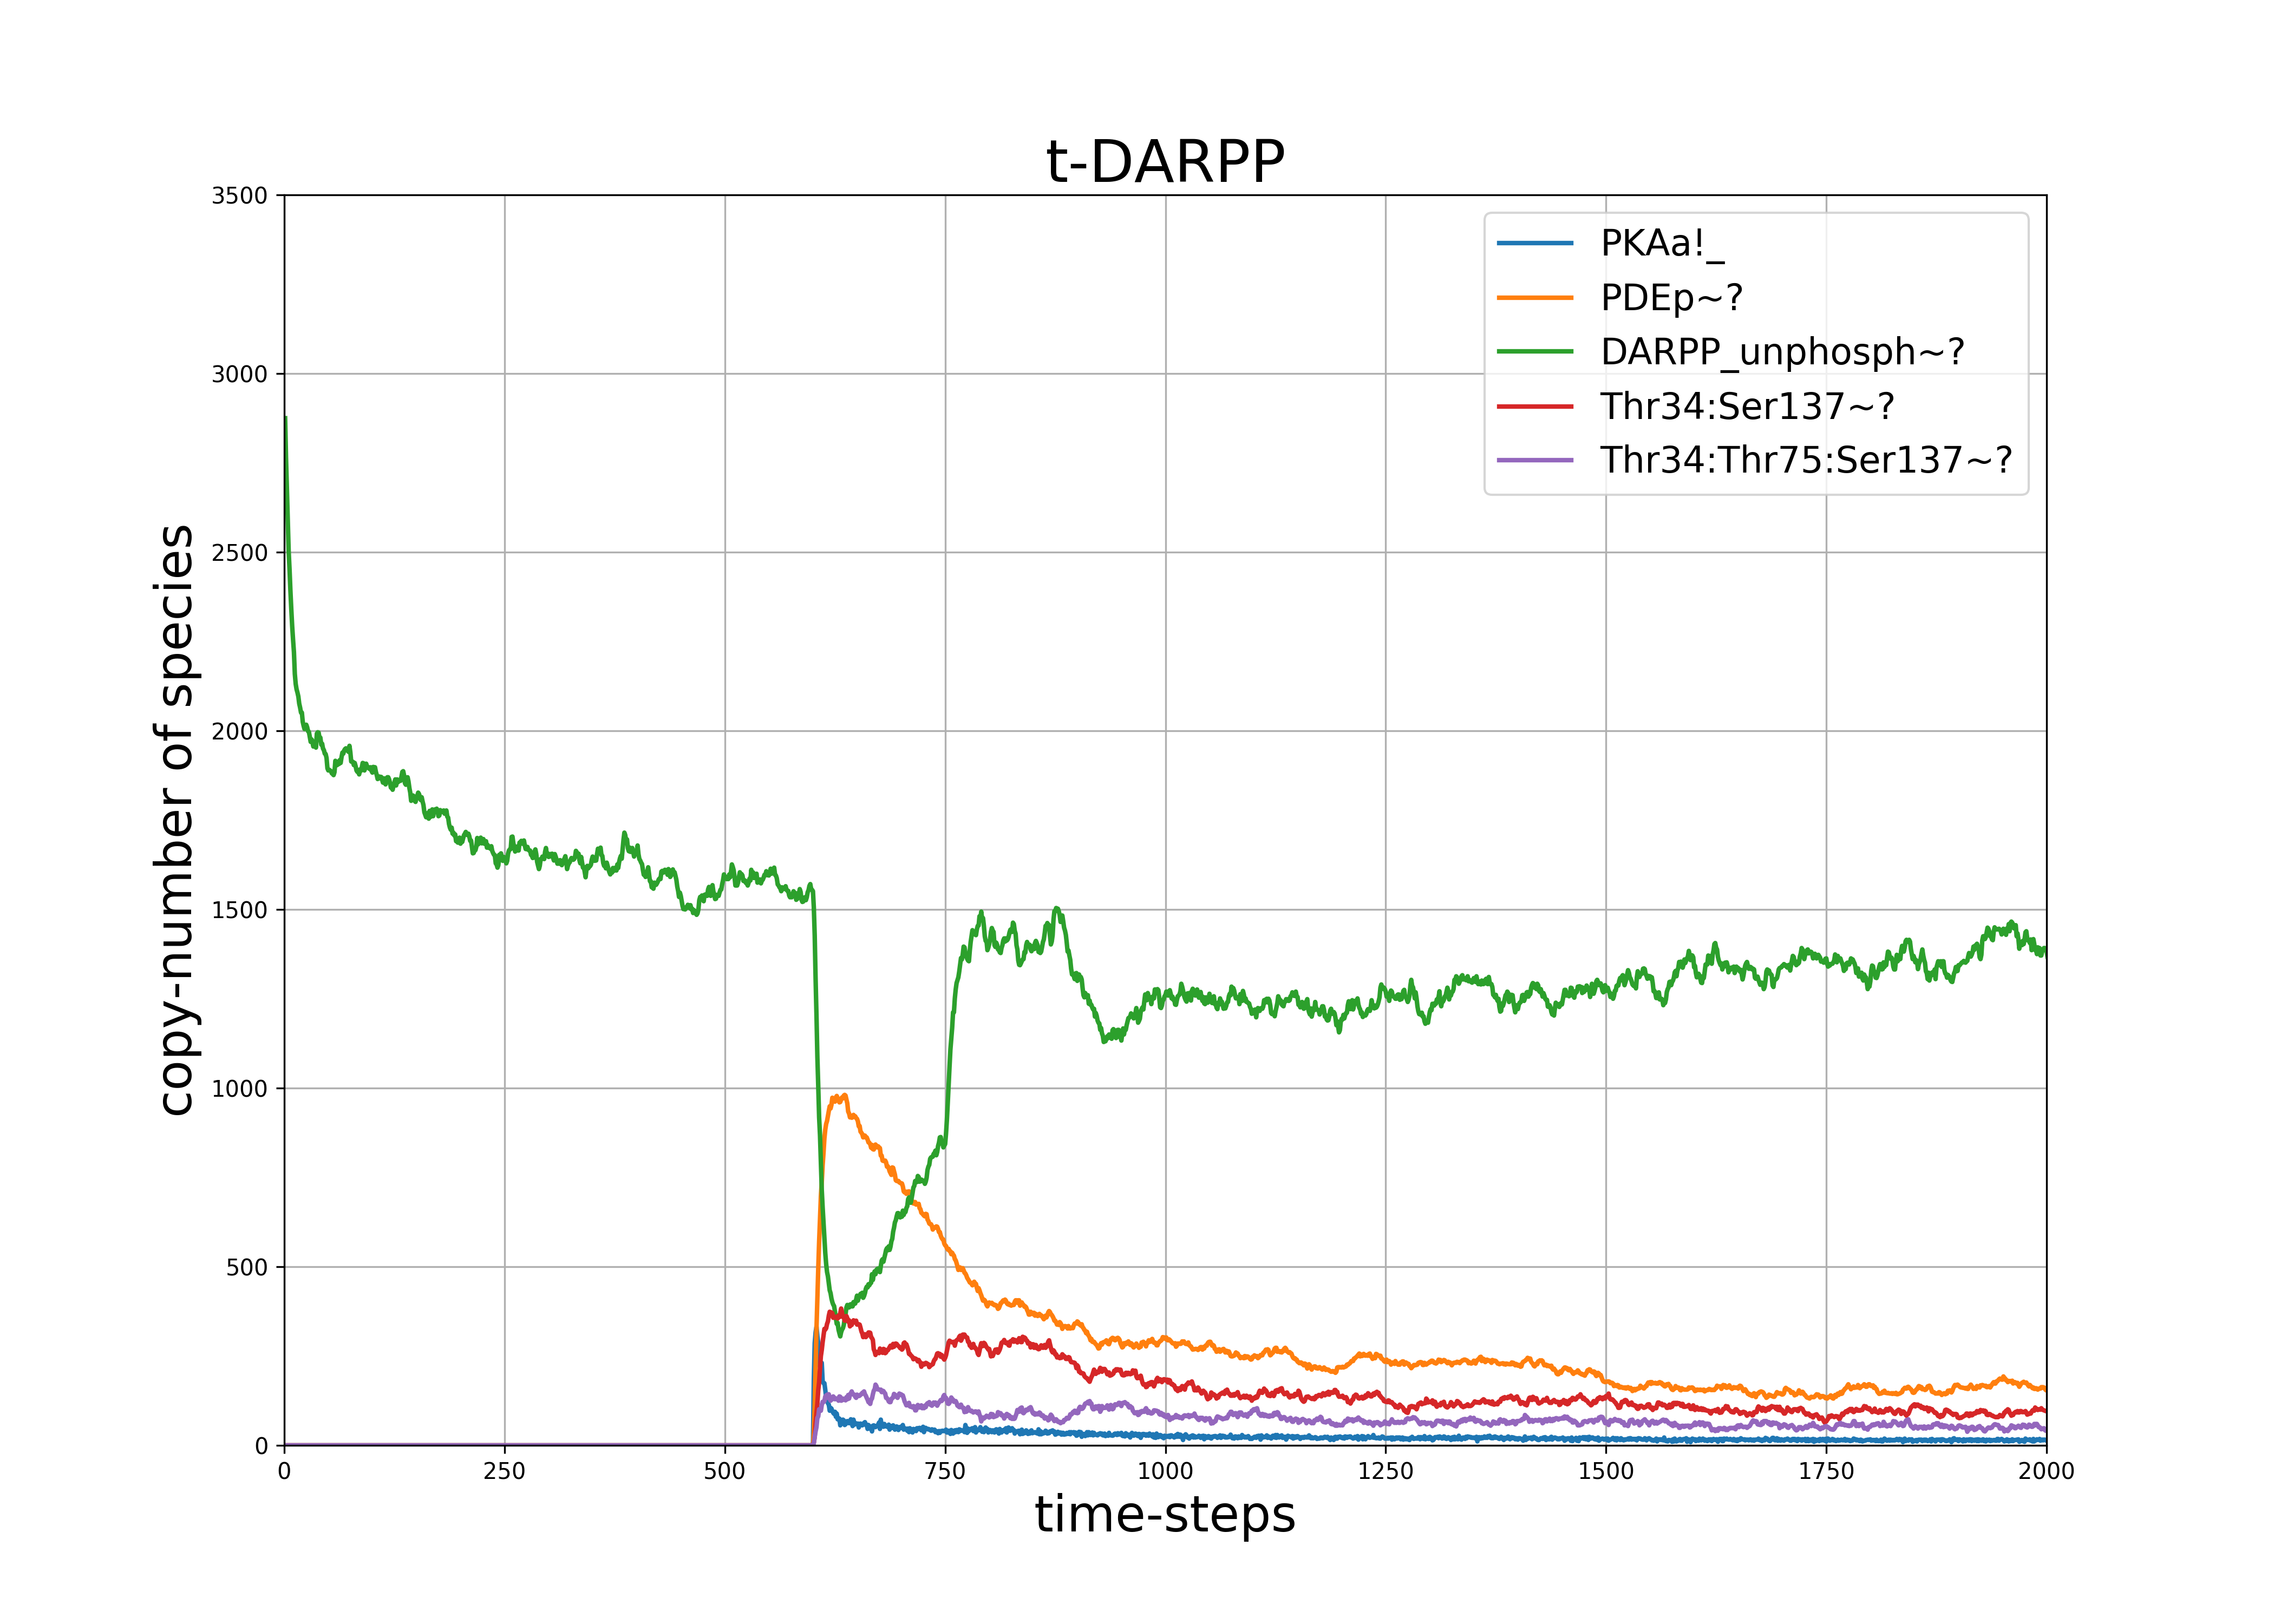 t-DARPP
3500
3000
2500
2000
1500
1000
500
0
copy-number of species
PKAa!_
PDEp~?
DARPP_unphosph~?
Thr34:Ser137~?
Thr34:Thr75:Ser137~?
0 250 500 750 1000 1250 1500 1750 2000
time-steps